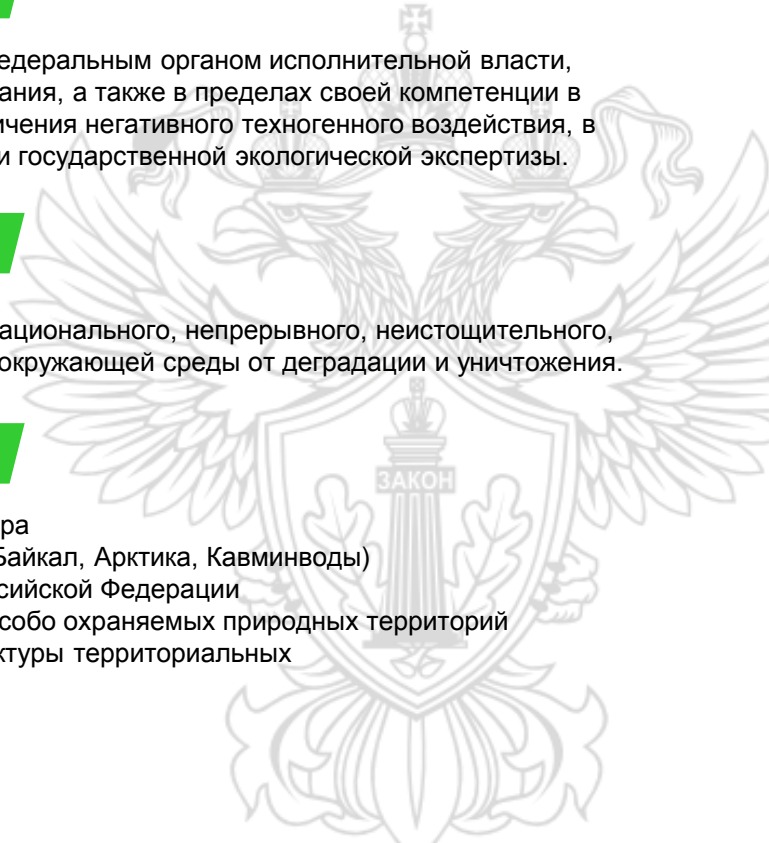 едеральным органом исполнительной власти,
ания, а также в пределах своей компетенции в
ичения негативного техногенного воздействия, в
и государственной экологической экспертизы.
ационального, непрерывного, неистощительного,
окружающей среды от деградации и уничтожения.
ЗАКОН
ра
Байкал, Арктика, Кавминводы)
сийской Федерации
собо охраняемых природных территорий
ктуры территориальных